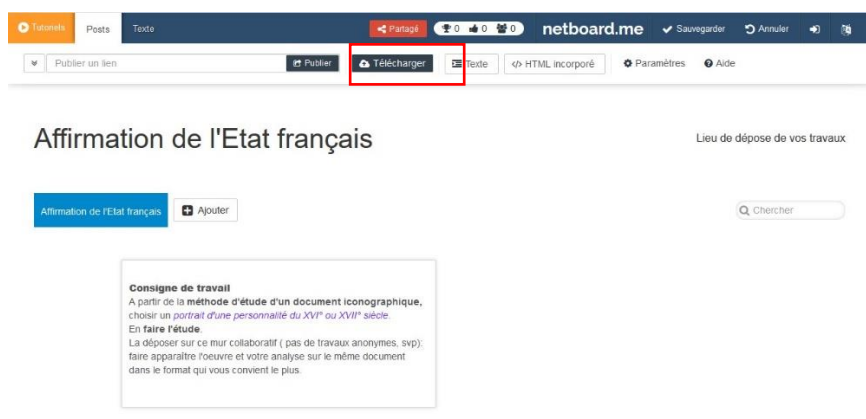 Tutoriels Posts Texte Partagé 0 0 0 netboard.me Sauvegarder Annuler
Publier un lien Publier Télécharger Texte </> HTML incorporé Paramètres Aide
Affirmation de l'Etat français
Lieu de dépose de vos travaux
Affirmation de l'Etat français Ajouter Chercher
Consigne de travail
A partir de la méthode d'étude d'un document iconographique,
choisir un portrait d'une personnalité du XVI° ou XVII° siècle.
En faire l'étude.
La déposer sur ce mur collaboratif ( pas de travaux anonymes, svp):
faire apparaître l'oeuvre et votre analyse sur le même document
dans le format qui vous convient le plus.